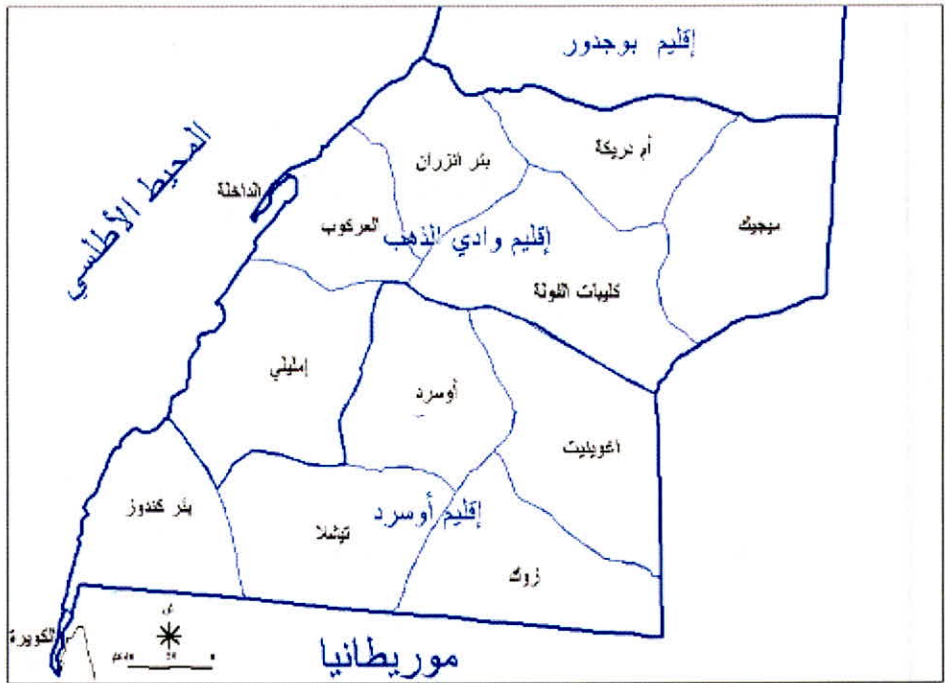 إقليم بوجدور
المحيط الأطلسي
أم دريكة
بئر انزران
الداخلة
العركوب
ميجيك
إقليم وادي الذهب
كليبات الفولة
إمليلي
أوسرد
اغوينيت
بئر كندوز
إقليم أوسرد
تيشلا
زوك
الكويرة
موريطانيا